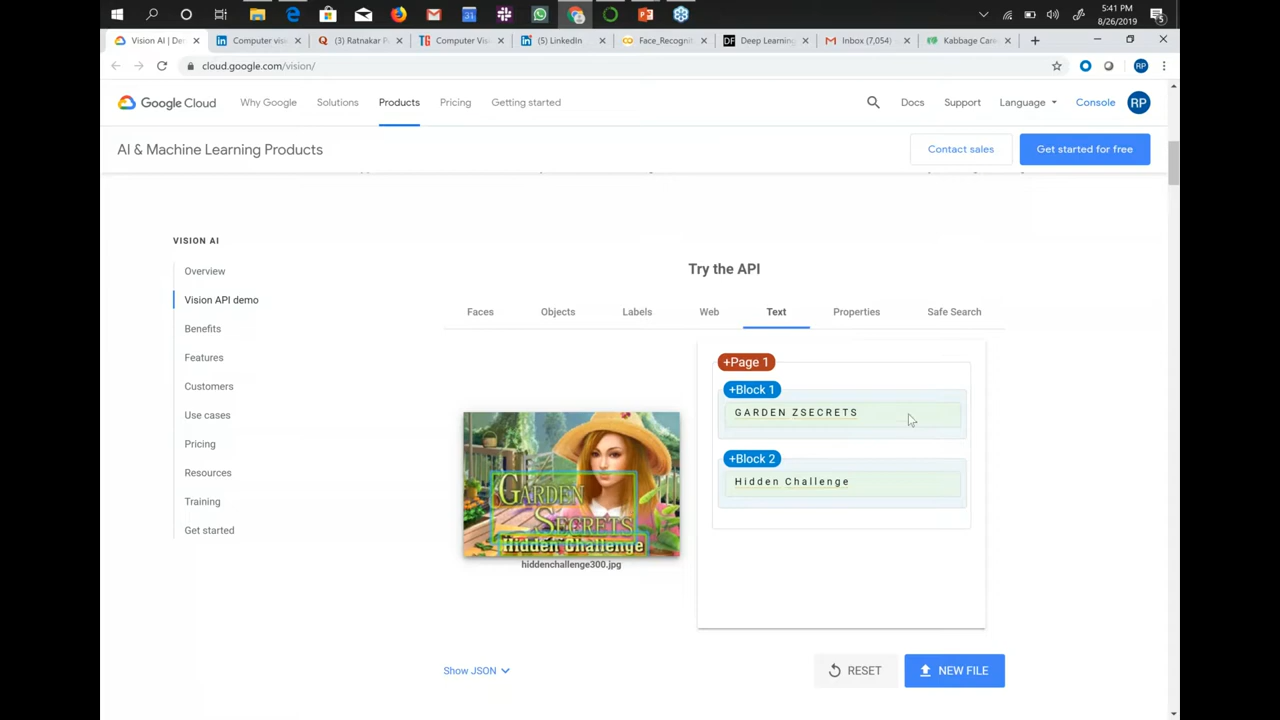 5:41 PM
8/26/2019
5
Vision AI | De
Computer visi
(3) Ratnakar P
Computer Vis
(5) LinkedIn
Face_Recogni
Deep Learning
Inbox (7,054)
Kabbage Care
cloud.google.com/vision/
RP
Google Cloud
Why Google
Solutions
Products
Pricing
Getting started
Docs
Support
Language
Console
RP
AI & Machine Learning Products
Contact sales
Get started for free
VISION AI
Overview
Vision API demo
Benefits
Features
Customers
Use cases
Pricing
Resources
Training
Get started
Try the API
Faces
Objects
Labels
Web
Text
Properties
Safe Search
GARDEN
SECRETS
Hidden Challenge
hiddenchallenge300.jpg
+Page 1
+Block 1
GARDEN ZSECRETS
+Block 2
Hidden Challenge
Show JSON
RESET
NEW FILE